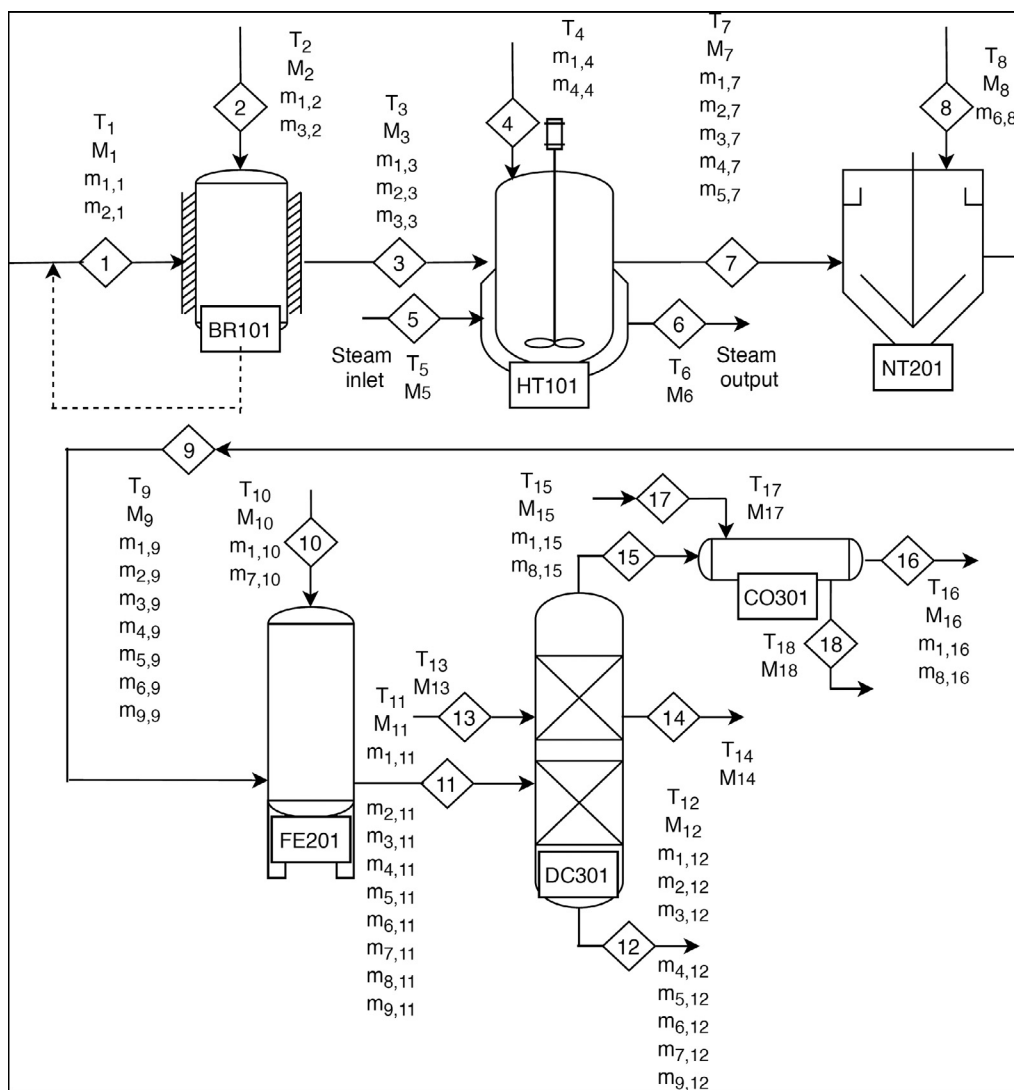 T1
M1
m1,1
m2,1
1
T2
M2
m1,2
m3,2
2
BR101
T3
M3
m1,3
m2,3
m3,3
3
T4
m1,4
m4,4
4
5
Steam
inlet
T5
M5
HT101
6
T6
M6
Steam
output
T7
M7
m1,7
m2,7
m3,7
m4,7
m5,7
7
T8
M8
m6,8
8
NT201
9
T9
M9
m1,9
m2,9
m3,9
m4,9
m5,9
m6,9
m9,9
T10
M10
m1,10
m7,10
10
FE201
T11
M11
m1,11
11
m2,11
m3,11
m4,11
m5,11
m6,11
m7,11
m8,11
m9,11
T13
M13
13
14
T14
M14
DC301
12
T12
M12
m1,12
m2,12
m3,12
m4,12
m5,12
m6,12
m7,12
m9,12
T15
M15
m1,15
m8,15
15
17
T17
M17
CO301
16
T16
M16
m1,16
m8,16
T18
M18
18